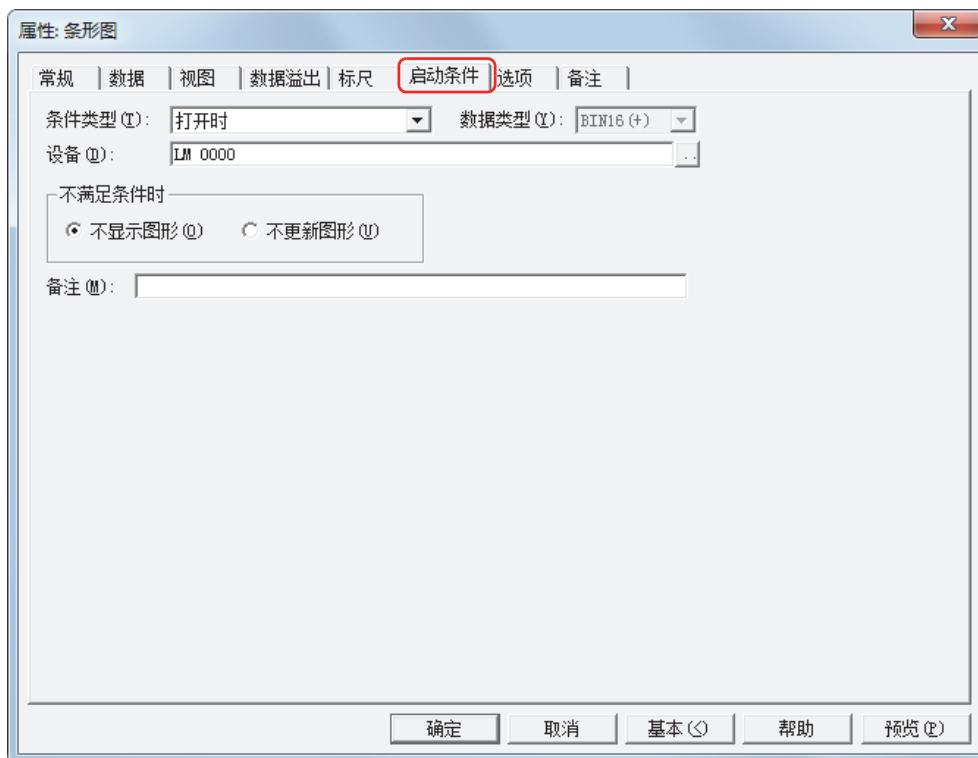 属性: 条形图
常规 数据 视图 数据溢出 标尺 启动条件 选项 备注
条件类型(T): 打开时 数据类型(Y): BIN16(+)
设备(D): LM 0000 ..
不满足条件时
不显示图形(O) 不更新图形(U)
备注(M):
确定 取消 基本(<) 帮助 预览(P)